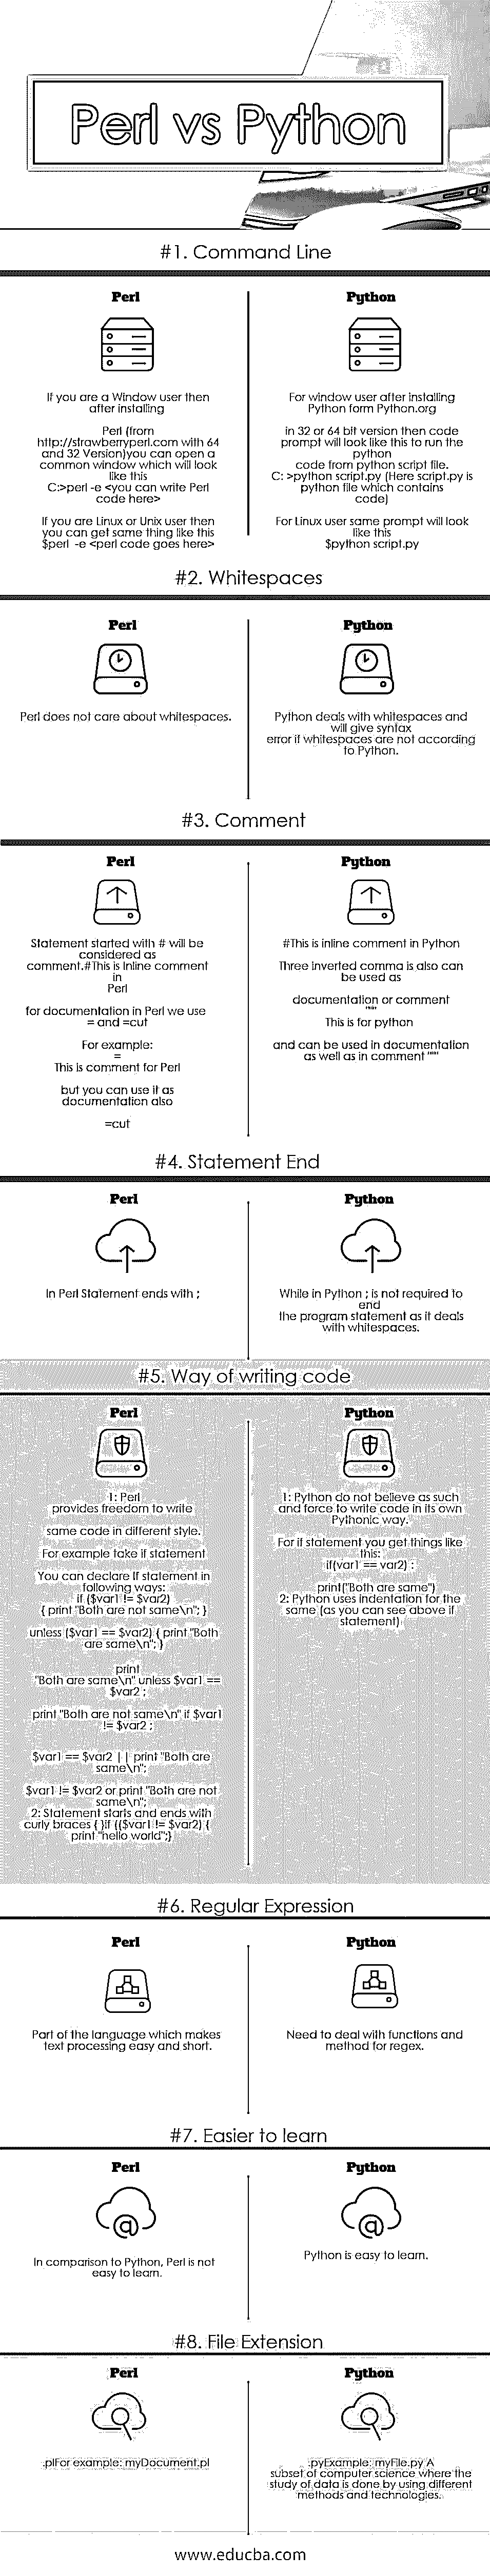 Perl vs Python
#1. Command Line
Perl
If you are a Window user then
after installing
Perl (from
http://strawberryperl.com with 64
and 32 Version)you can open a
common window which will look
like this
C:>perl -e <you can write Perl
code here>
If you are Linux or Unix user then
you can get same thing like this
$perl -e <perl code goes here>
Python
For window user after installing
Python form Python.org
in 32 or 64 bit version then code
prompt will look like this to run the
python
code from python script file.
C: >python script.py (Here script.py is
python file which contains
code)
For Linux user same prompt will look
like this
$python script.py
#2. Whitespaces
Perl
Perl does not care about whitespaces.
Python
Python deals with whitespaces and
will give syntax
error if whitespaces are not according
to Python.
#3. Comment
Perl
Statement started with # will be
considered as
comment.#This is Inline comment
in
Perl
for documentation in Perl we use
= and =cut
For example:
=
This is comment for Perl
but you can use it as
documentation also
=cut
Python
#This is inline comment in Python
Three inverted comma is also can
be used as
documentation or comment
"""
This is for python
and can be used in documentation
as well as in comment """
#4. Statement End
Perl
In Perl Statement ends with ;
Python
While in Python ; is not required to
end
the program statement as it deals
with whitespaces.
#5. Way of writing code
Perl
1: Perl
provides freedom to write
same code in different style.
For example take if statement
You can declare If statement in
following ways:
if ($var1 != $var2)
{ print "Both are not same\n"; }
unless ($var1 == $var2) { print "Both
are same\n"; }
print
"Both are same\n" unless $var1 ==
$var2 ;
print "Both are not same\n" if $var1
!= $var2 ;
$var1 == $var2 || print "Both are
same\n";
$var1 != $var2 or print "Both are not
same\n";
2: Statement starts and ends with
curly braces { }if (($var1 != $var2) {
print "hello world";}
Python
1: Python do not believe as such
and force to write code in its own
Pythonic way.
For if statement you get things like
this:
if(var1 == var2) :
print("Both are same")
2: Python uses indentation for the
same (as you can see above if
statement)
#6. Regular Expression
Perl
Part of the language which makes
text processing easy and short.
Python
Need to deal with functions and
method for regex.
#7. Easier to learn
Perl
In comparison to Python, Perl is not
easy to learn.
Python
Python is easy to learn.
#8. File Extension
Perl
.plFor example: myDocument.pl
Python
.pyExample: myFile.py A
subset of computer science where the
study of data is done by using different
methods and technologies.
www.educba.com